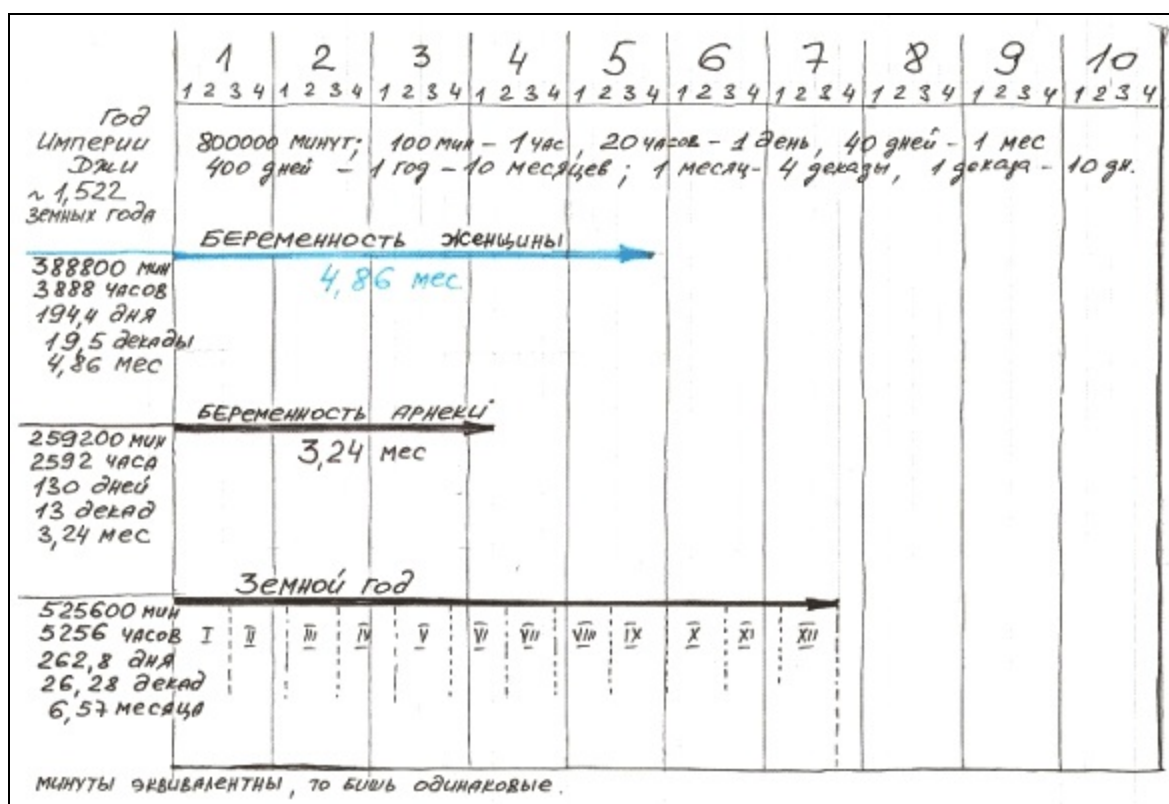 1 2 3 4 5 6 7 8 9 10
1 2 3 4 1 2 3 4 1 2 3 4 1 2 3 4 1 2 3 4 1 2 3 4 1 2 3 4 1 2 3 4 1 2 3 4 1 2 3 4
Год
Империи
Джи
~ 1,522
земных года
800000 минут; 100 мин - 1 час, 20 часов - 1 день, 40 дней - 1 мес
400 дней - 1 год - 10 месяцев; 1 месяц - 4 декады, 1 декада - 10 дн.
БЕРЕМЕННОСТЬ женщины
4,86 мес
388800 мин
3888 часов
194,4 дня
19,5 декады
4,86 мес
БЕРЕМЕННОСТЬ АРНЕКИ
3,24 мес
259200 мин
2592 часа
130 дней
13 декад
3,24 мес
Земной год
525600 мин
5256 часов
262,8 дня
26,28 декад
6,57 месяца
I II III IV V VI VII VIII IX X XI XII
минуты эквивалентны, то бишь одинаковые.